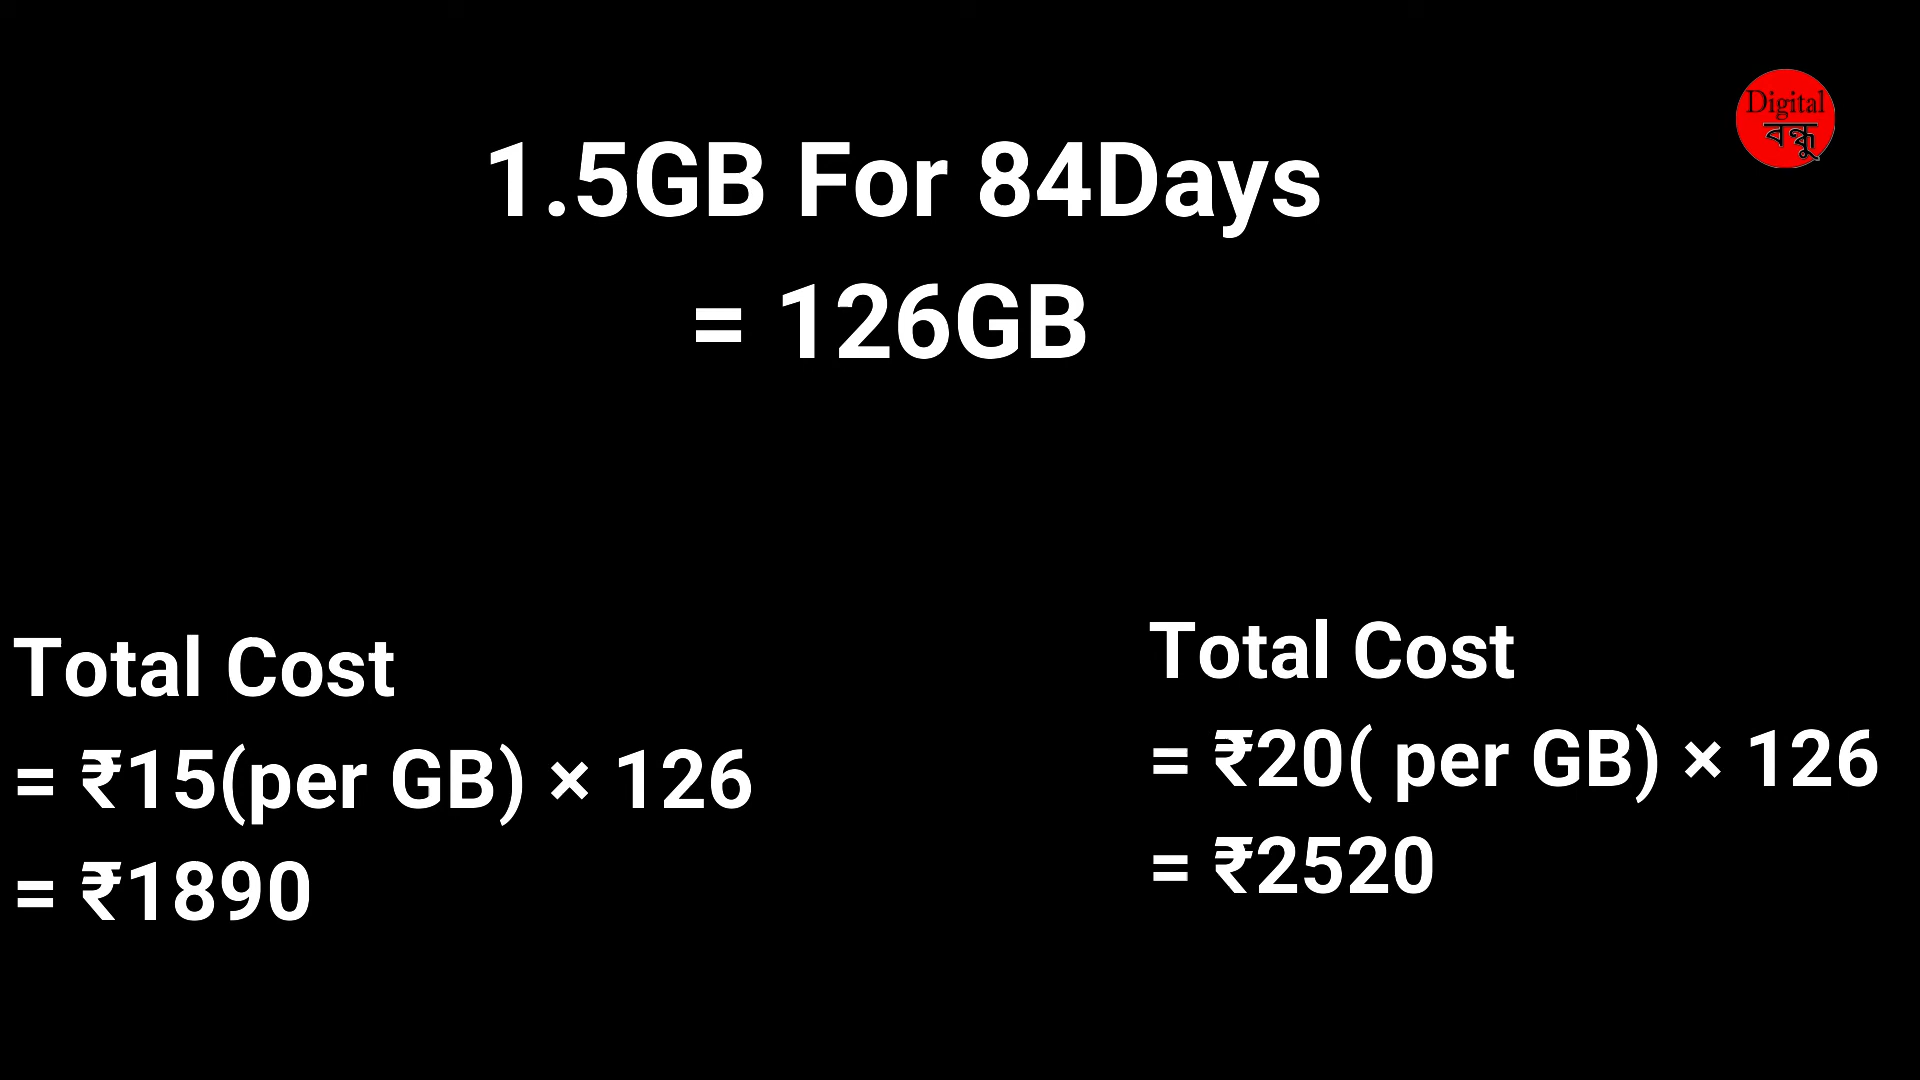 Digital
বন্ধু
1.5GB For 84Days
= 126GB
Total Cost
= ₹15(per GB) × 126
= ₹1890
Total Cost
= ₹20( per GB) × 126
= ₹2520